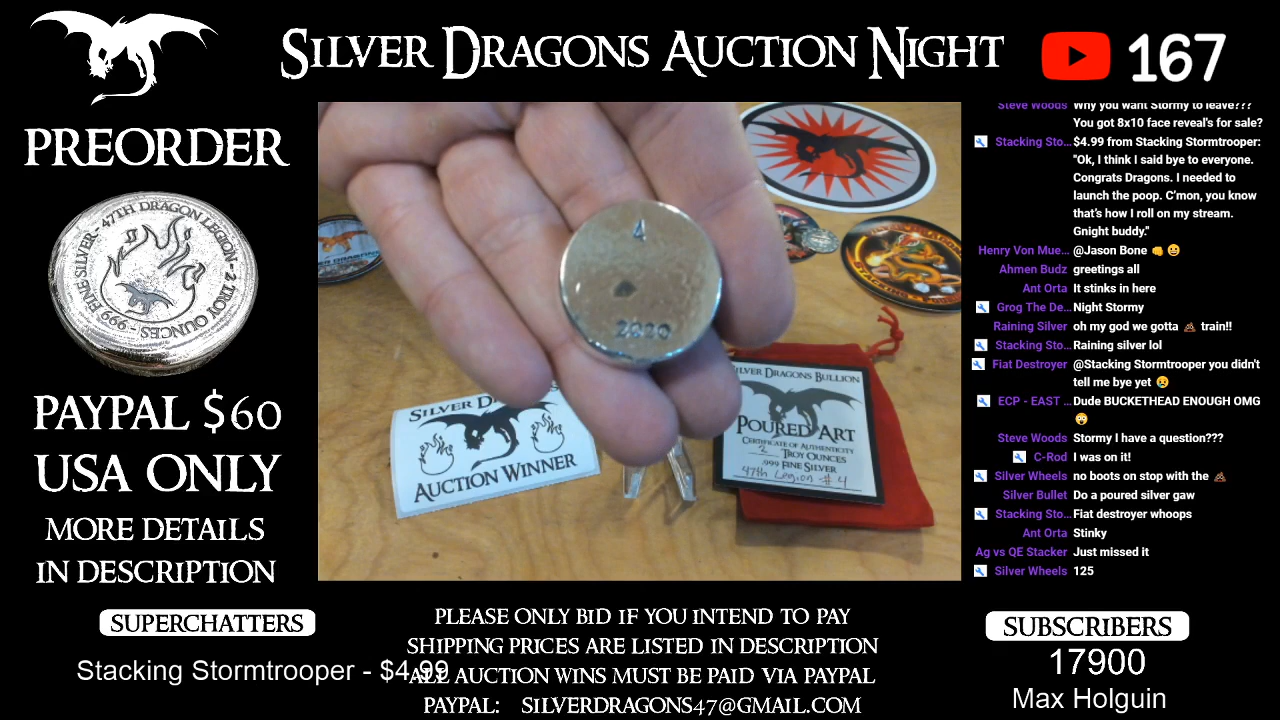 SILVER DRAGONS AUCTION NIGHT
167
PREORDER
47TH DRAGON LEGION - 2 TROY OUNCES - .999 FINE SILVER -
PAYPAL $60
USA ONLY
MORE DETAILS
IN DESCRIPTION
4
2020
SILVER
AUCTION WINNER
SILVER DRAGONS BULLION
POURED ART
CERTIFICATE OF AUTHENTICITY
2 TROY OUNCES
.999 FINE SILVER
47th Legion # 4
Steve Woods Why you want Stormy to leave???
You got 8x10 face reveal's for sale?
Stacking Sto... $4.99 from Stacking Stormtrooper:
"Ok, I think I said bye to everyone.
Congrats Dragons. I needed to
launch the poop. C'mon, you know
that's how I roll on my stream.
Gnight buddy."
Henry Von Mue... @Jason Bone 👊 😀
Ahmen Budz greetings all
Ant Orta It stinks in here
Grog The De... Night Stormy
Raining Silver oh my god we gotta 💩 train!!
Stacking Sto... Raining silver lol
Fiat Destroyer @Stacking Stormtrooper you didn't
tell me bye yet 😢
ECP - EAST ... Dude BUCKETHEAD ENOUGH OMG
😲
Steve Woods Stormy I have a question???
C-Rod I was on it!
Silver Wheels no boots on stop with the 💩
Silver Bullet Do a poured silver gaw
Stacking Sto... Fiat destroyer whoops
Ant Orta Stinky
Ag vs QE Stacker Just missed it
Silver Wheels 125
SUPERCHATTERS
Stacking Stormtrooper - $4.99
PLEASE ONLY BID IF YOU INTEND TO PAY
SHIPPING PRICES ARE LISTED IN DESCRIPTION
ALL AUCTION WINS MUST BE PAID VIA PAYPAL
PAYPAL: SILVERDRAGONS47@GMAIL.COM
SUBSCRIBERS
17900
Max Holguin